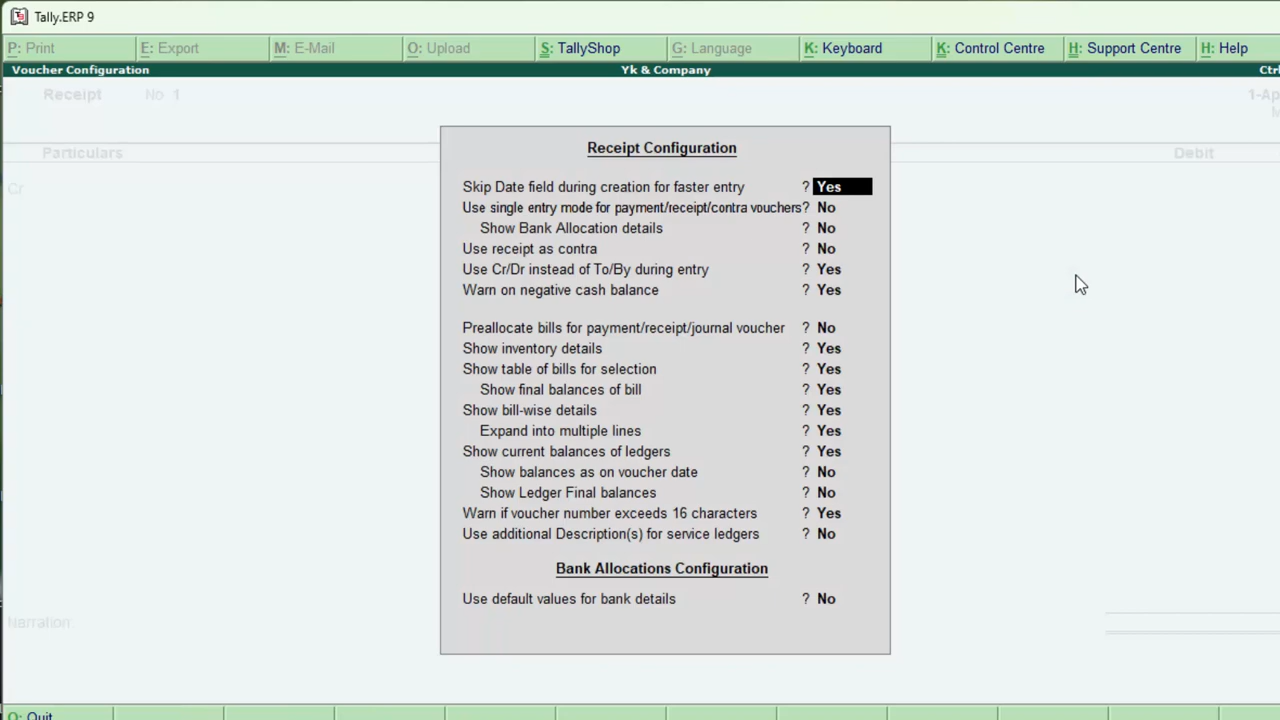 Tally.ERP 9
P: Print E: Export M: E-Mail O: Upload S: TallyShop G: Language K: Keyboard K: Control Centre H: Support Centre H: Help
Voucher Configuration Yk & Company Ctr
Receipt No 1 1-Ap
M
Particulars Debit
Cr
Receipt Configuration
Skip Date field during creation for faster entry ? Yes
Use single entry mode for payment/receipt/contra vouchers? No
Show Bank Allocation details ? No
Use receipt as contra ? No
Use Cr/Dr instead of To/By during entry ? Yes
Warn on negative cash balance ? Yes
Preallocate bills for payment/receipt/journal voucher ? No
Show inventory details ? Yes
Show table of bills for selection ? Yes
Show final balances of bill ? Yes
Show bill-wise details ? Yes
Expand into multiple lines ? Yes
Show current balances of ledgers ? Yes
Show balances as on voucher date ? No
Show Ledger Final balances ? No
Warn if voucher number exceeds 16 characters ? Yes
Use additional Description(s) for service ledgers ? No
Bank Allocations Configuration
Use default values for bank details ? No
Narration:
Q: Quit